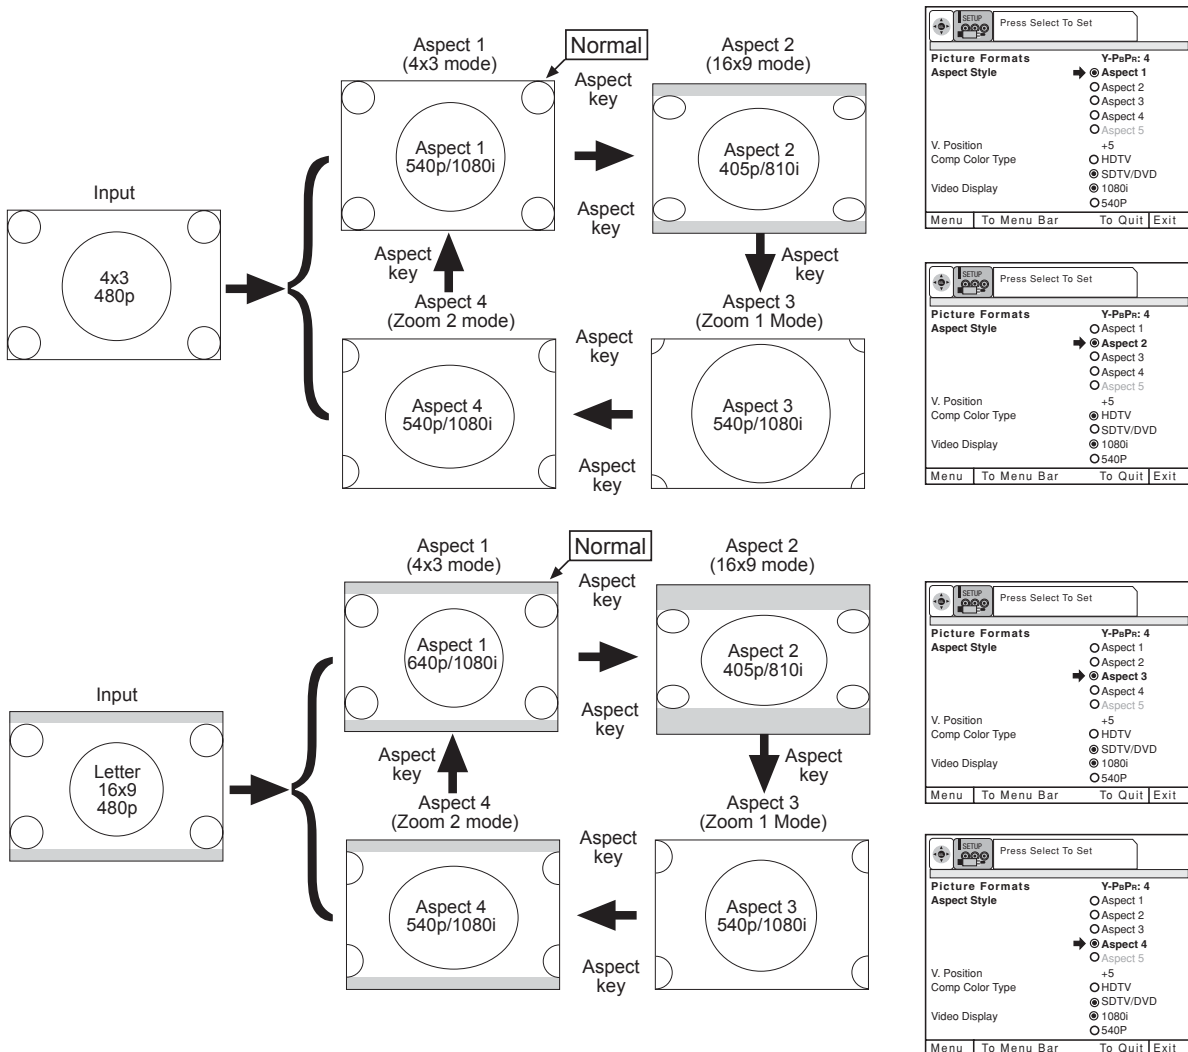 Aspect 1
(4x3 mode)
Normal
Aspect
key
Aspect 2
(16x9 mode)
Aspect 1
540p/1080i
Aspect 2
405p/810i
Input
4x3
480p
Aspect
key
Aspect
key
Aspect
key
Aspect 4
(Zoom 2 mode)
Aspect 3
(Zoom 1 Mode)
Aspect
key
Aspect 4
540p/1080i
Aspect 3
540p/1080i
Aspect
key
Aspect 1
(4x3 mode)
Normal
Aspect
key
Aspect 2
(16x9 mode)
Aspect 1
640p/1080i
Aspect 2
405p/810i
Input
Letter
16x9
480p
Aspect
key
Aspect
key
Aspect
key
Aspect 4
(Zoom 2 mode)
Aspect 3
(Zoom 1 Mode)
Aspect
key
Aspect 4
540p/1080i
Aspect 3
540p/1080i
Aspect
key
SETUP
Press Select To Set
Picture Formats Y-PBPR: 4
Aspect Style Aspect 1
Aspect 2
Aspect 3
Aspect 4
Aspect 5
V. Position +5
Comp Color Type HDTV
SDTV/DVD
Video Display 1080i
540P
Menu To Menu Bar To Quit Exit
SETUP
Press Select To Set
Picture Formats Y-PBPR: 4
Aspect Style Aspect 1
Aspect 2
Aspect 3
Aspect 4
Aspect 5
V. Position +5
Comp Color Type HDTV
SDTV/DVD
Video Display 1080i
540P
Menu To Menu Bar To Quit Exit
SETUP
Press Select To Set
Picture Formats Y-PBPR: 4
Aspect Style Aspect 1
Aspect 2
Aspect 3
Aspect 4
Aspect 5
V. Position +5
Comp Color Type HDTV
SDTV/DVD
Video Display 1080i
540P
Menu To Menu Bar To Quit Exit
SETUP
Press Select To Set
Picture Formats Y-PBPR: 4
Aspect Style Aspect 1
Aspect 2
Aspect 3
Aspect 4
Aspect 5
V. Position +5
Comp Color Type HDTV
SDTV/DVD
Video Display 1080i
540P
Menu To Menu Bar To Quit Exit